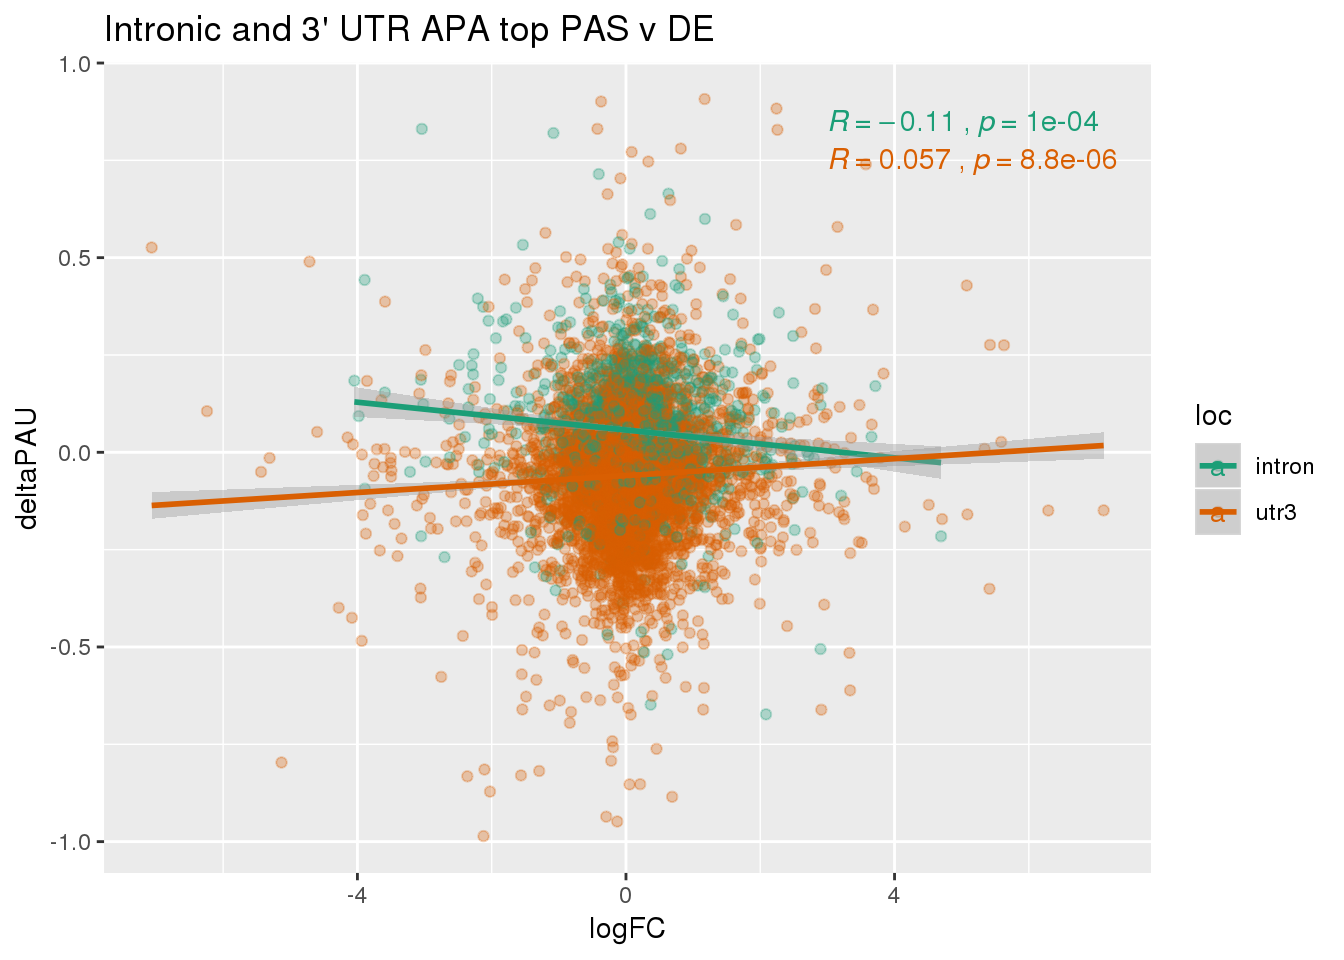 Intronic and 3' UTR APA top PAS v DE
1.0
0.5
0.0
-0.5
-1.0
deltaPAU
R = −0.11 , p = 1e-04
R = 0.057 , p = 8.8e-06
-4
0
4
logFC
loc
a intron
a utr3